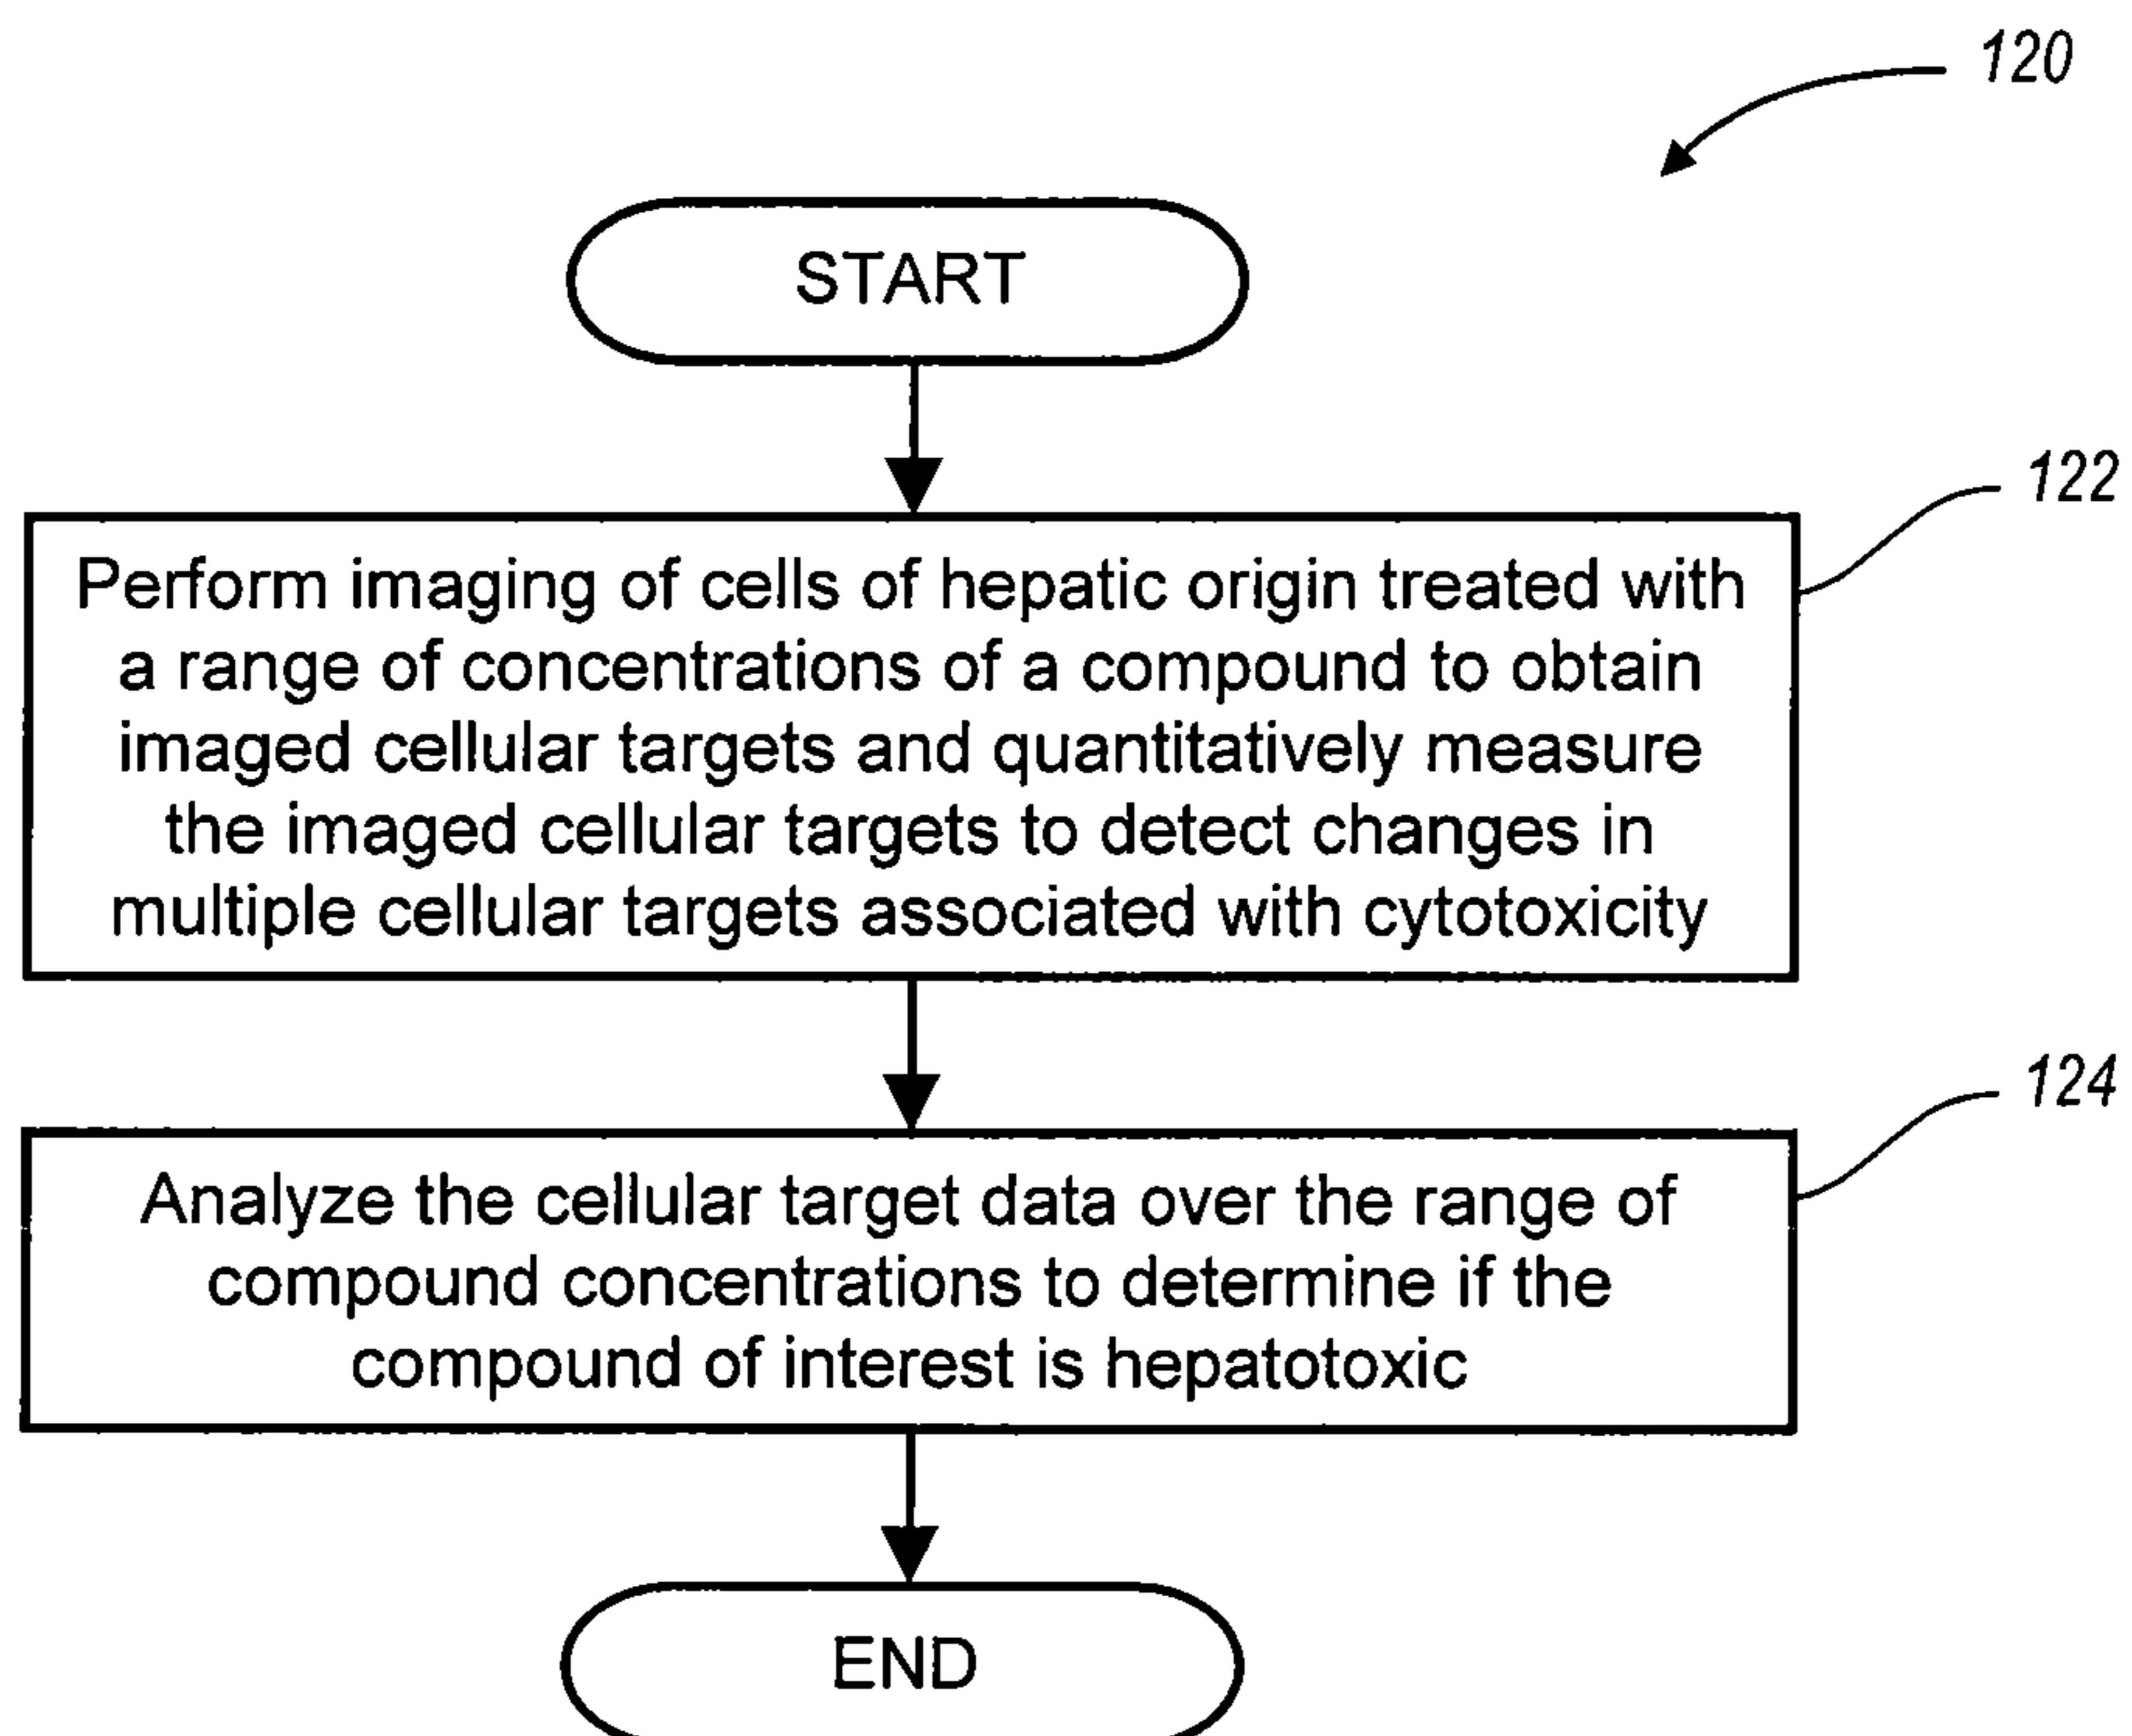 120
START
122
Perform imaging of cells of hepatic origin treated with
a range of concentrations of a compound to obtain
imaged cellular targets and quantitatively measure
the imaged cellular targets to detect changes in
multiple cellular targets associated with cytotoxicity
124
Analyze the cellular target data over the range of
compound concentrations to determine if the
compound of interest is hepatotoxic
END